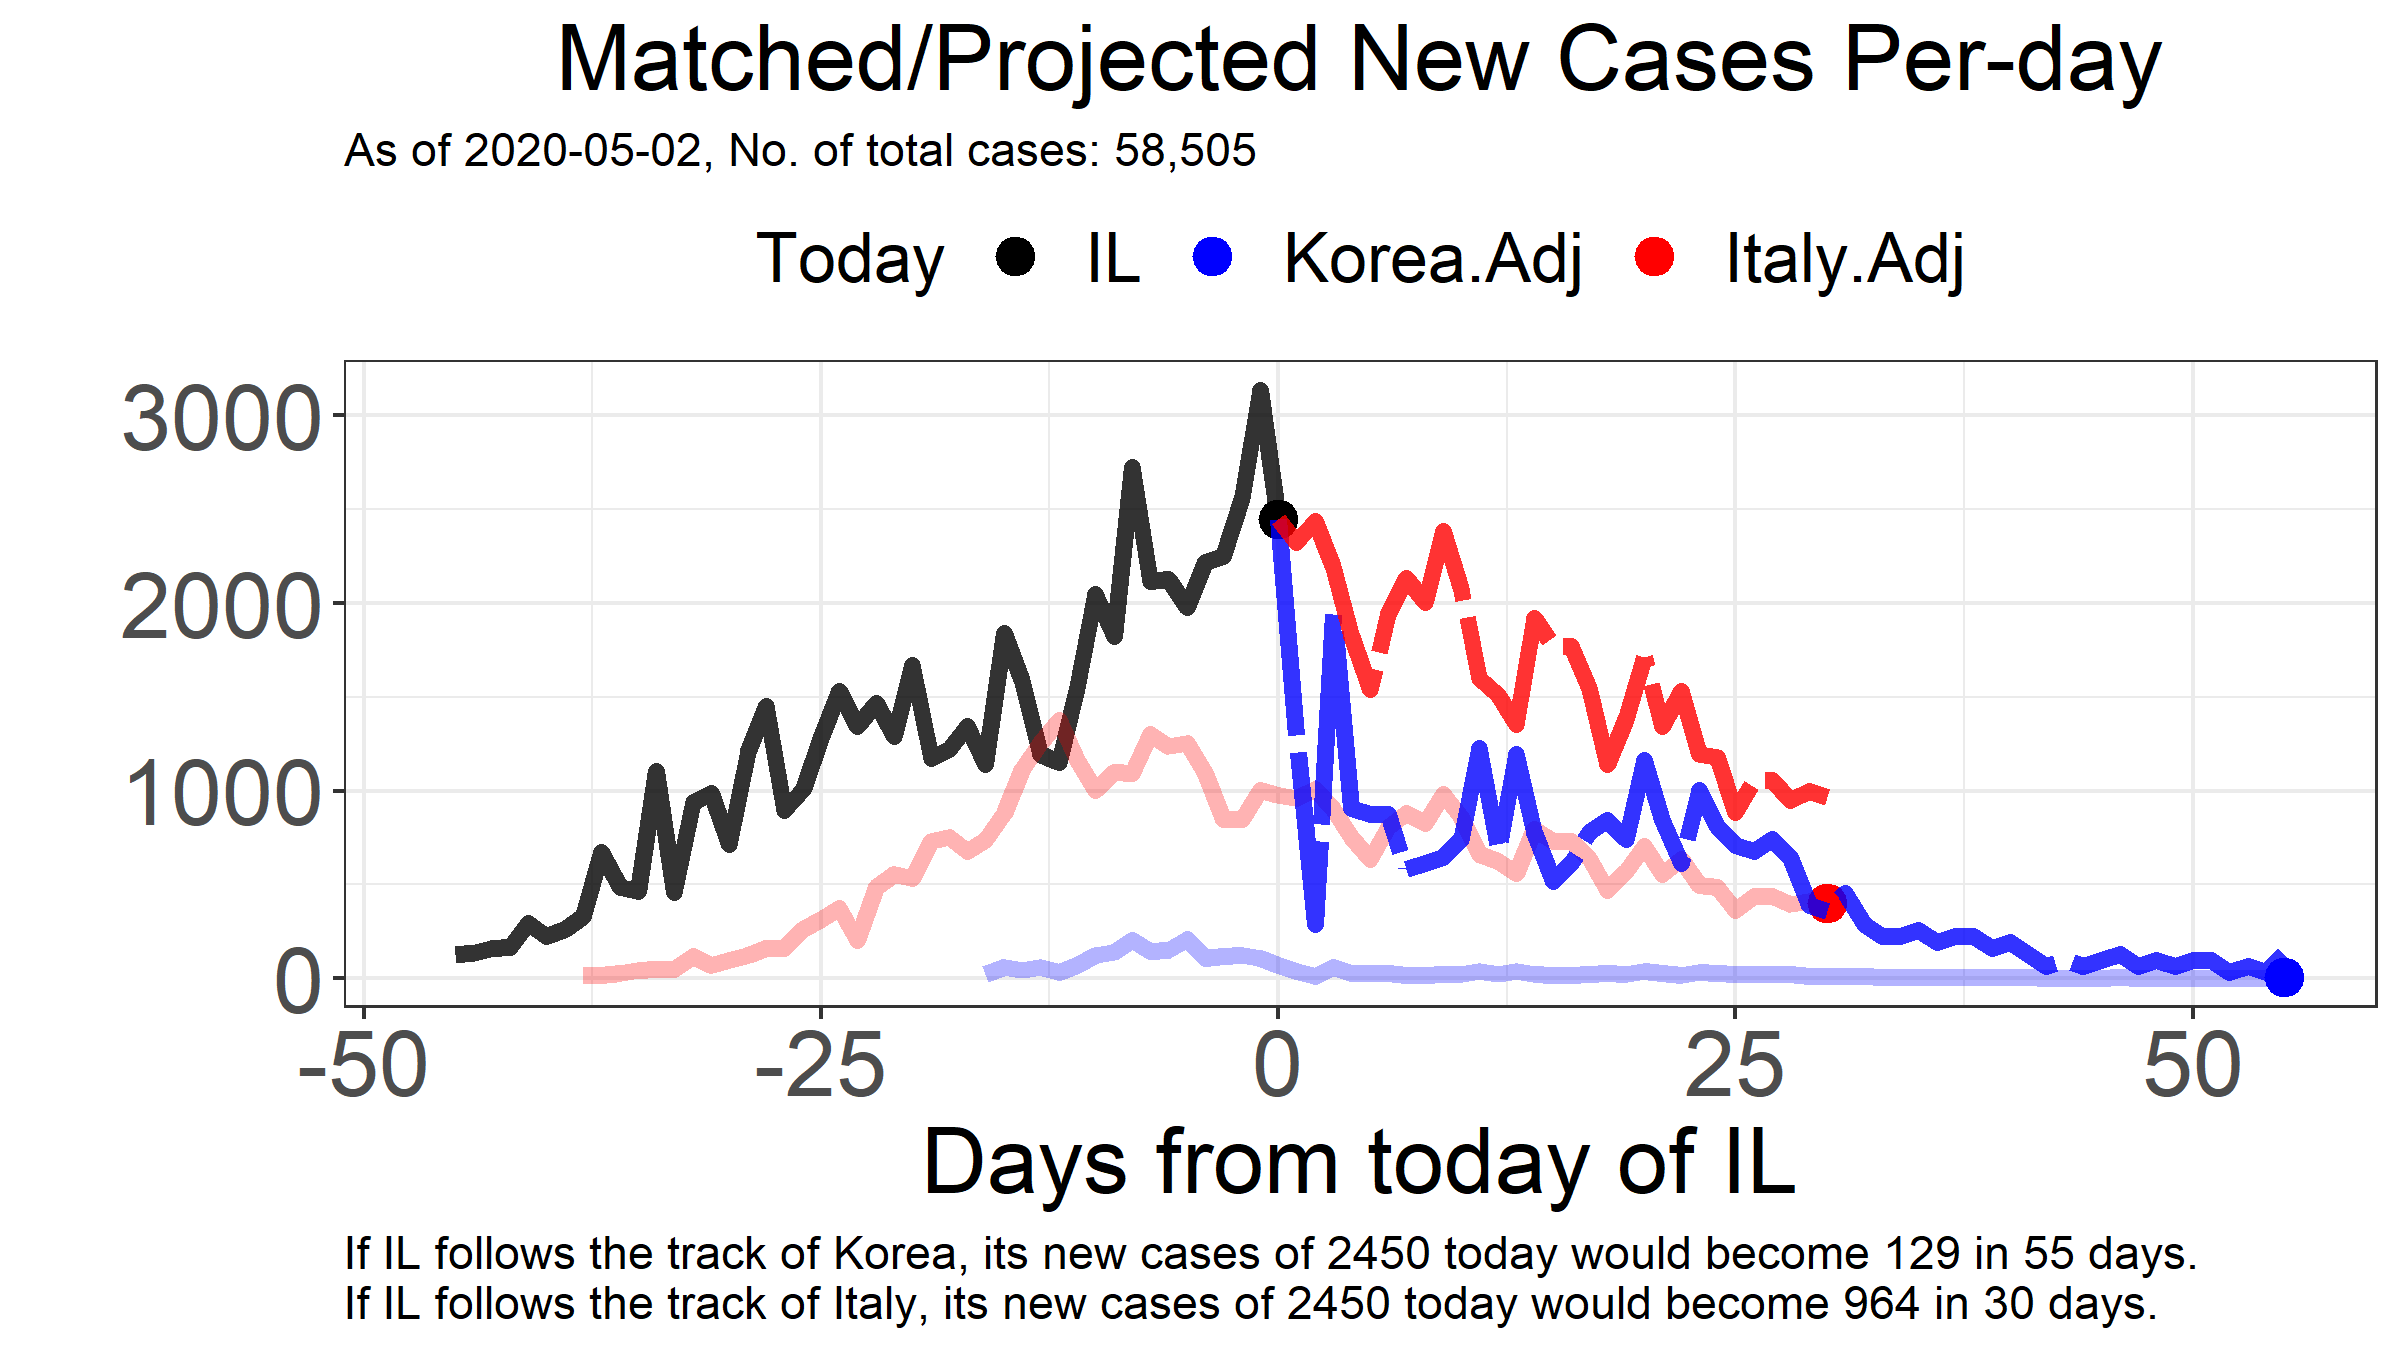 Matched/Projected New Cases Per-day
As of 2020-05-02, No. of total cases: 58,505
Today IL Korea.Adj Italy.Adj
3000
2000
1000
0
-50 -25 0 25 50
Days from today of IL
If IL follows the track of Korea, its new cases of 2450 today would become 129 in 55 days.
If IL follows the track of Italy, its new cases of 2450 today would become 964 in 30 days.